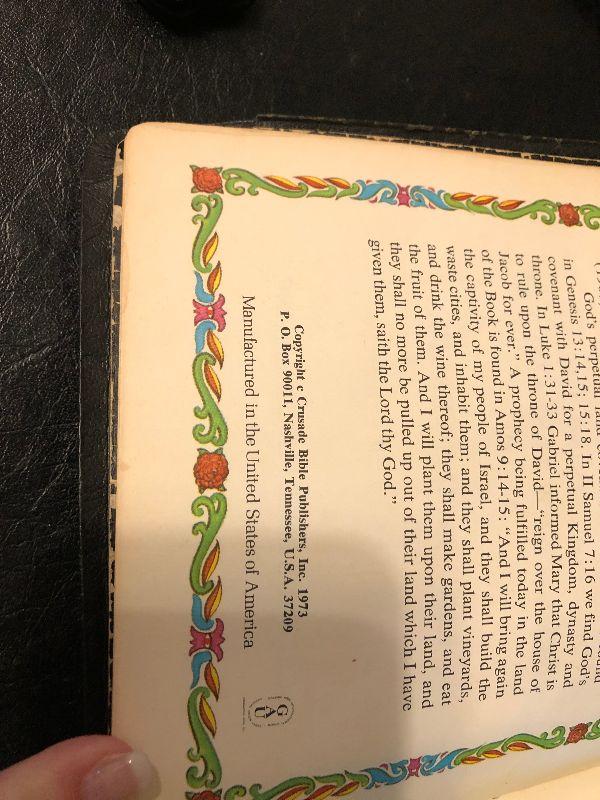 God's perpetual land
in Genesis 13:14,15; 15:18. In II Samuel 7:16 we find God's
covenant with David for a perpetual Kingdom, dynasty and
throne. In Luke 1:31-33 Gabriel informed Mary that Christ is
to rule upon the throne of David—"reign over the house of
Jacob for ever." A prophecy being fulfilled today in the land
of the Book is found in Amos 9:14-15: "And I will bring again
the captivity of my people of Israel, and they shall build the
waste cities, and inhabit them; and they shall plant vineyards,
and drink the wine thereof; they shall make gardens, and eat
the fruit of them. And I will plant them upon their land, and
they shall no more be pulled up out of their land which I have
given them, saith the Lord thy God."
Copyright c Crusade Bible Publishers, Inc. 1973
P. O. Box 90011, Nashville, Tennessee, U.S.A. 37209
Manufactured in the United States of America
GAU